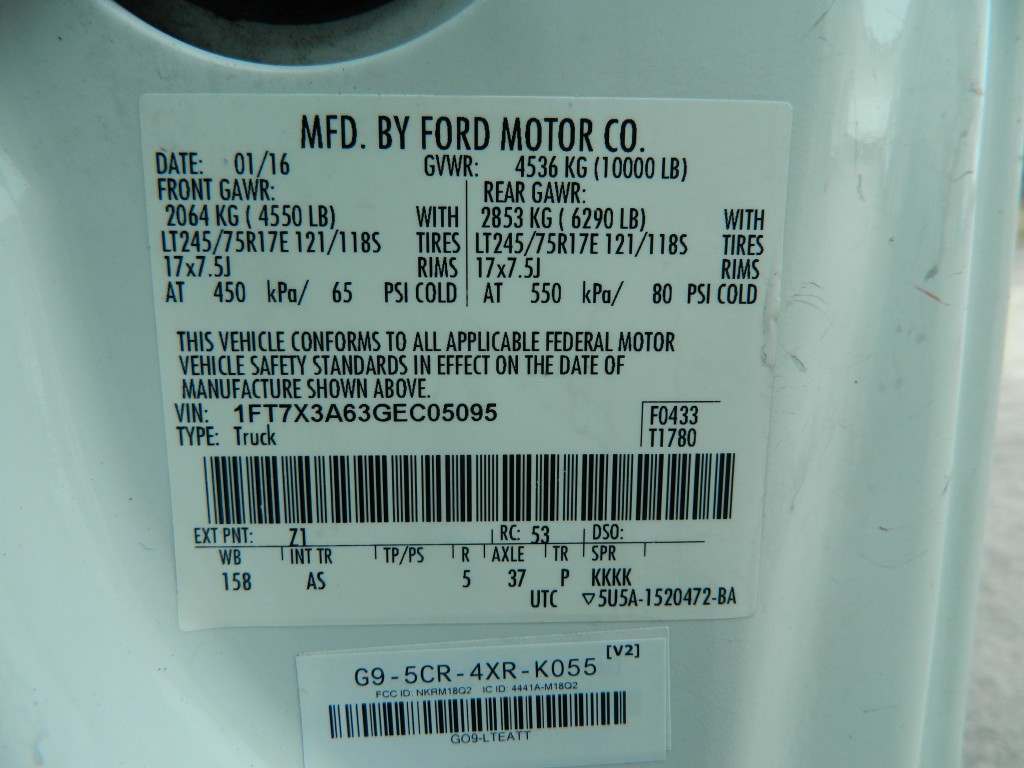 MFD. BY FORD MOTOR CO.
DATE: 01/16 GVWR: 4536 KG (10000 LB)
FRONT GAWR: REAR GAWR:
2064 KG ( 4550 LB) WITH 2853 KG ( 6290 LB) WITH
LT245/75R17E 121/118S TIRES LT245/75R17E 121/118S TIRES
17x7.5J RIMS 17x7.5J RIMS
AT 450 kPa/ 65 PSI COLD AT 550 kPa/ 80 PSI COLD
THIS VEHICLE CONFORMS TO ALL APPLICABLE FEDERAL MOTOR
VEHICLE SAFETY STANDARDS IN EFFECT ON THE DATE OF
MANUFACTURE SHOWN ABOVE.
VIN: 1FT7X3A63GEC05095 F0433
TYPE: Truck T1780
EXT PNT: Z1 RC: 53 DSO:
WB INT TR TP/PS R AXLE TR SPR
158 AS 5 37 P KKKK
UTC ▽5U5A-1520472-BA
G9-5CR-4XR-K055 [V2]
FCC ID: NKRM18Q2 IC ID: 4441A-M18Q2
GO9-LTEATT